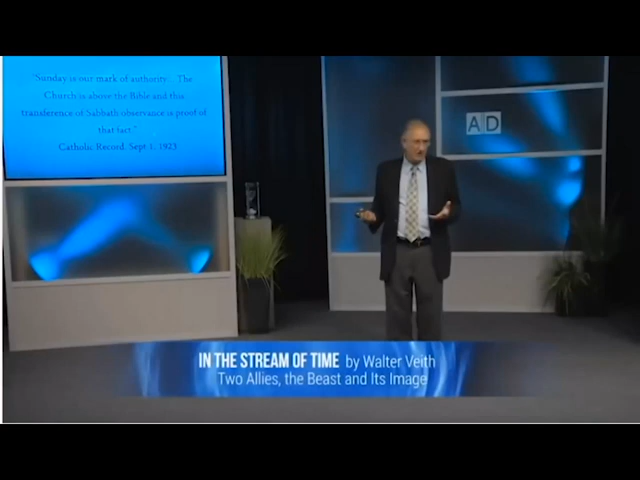 "Sunday is our mark of authority... The
Church is above the Bible and this
transference of Sabbath observance is proof of
that fact."
Catholic Record, Sept 1, 1923
A|D
IN THE STREAM OF TIME by Walter Veith
Two Allies, the Beast and Its Image